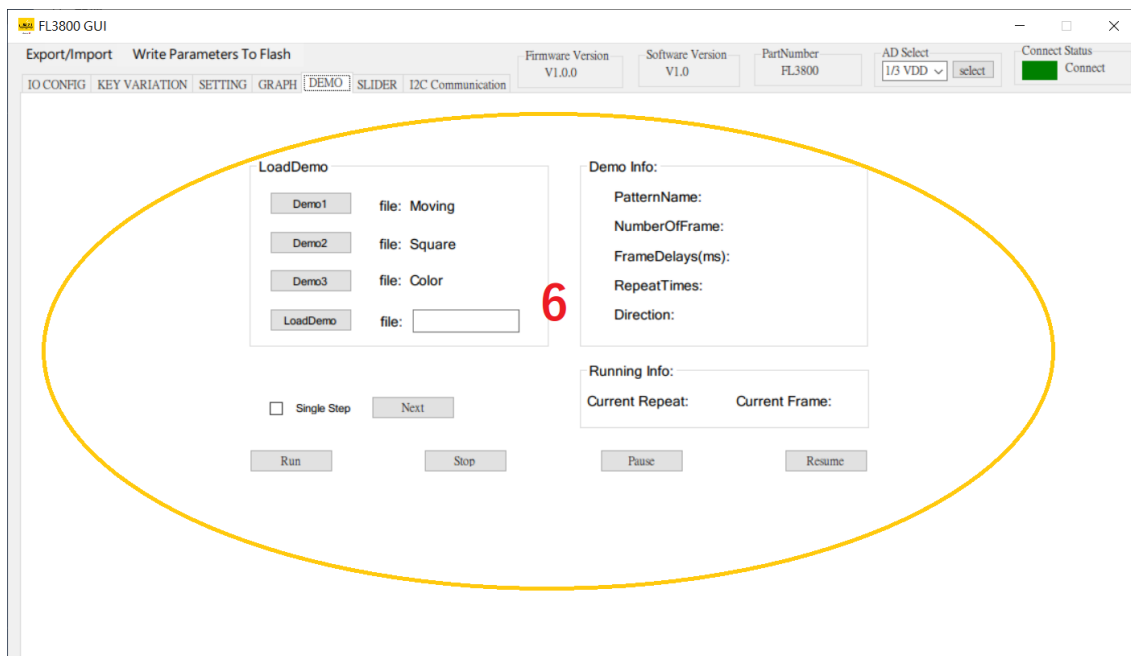 FL3800 GUI
Export/Import Write Parameters To Flash
Firmware Version
V1.0.0
Software Version
V1.0
PartNumber
FL3800
AD Select
1/3 VDD select
Connect Status
Connect
IO CONFIG KEY VARIATION SETTING GRAPH DEMO SLIDER I2C Communication
LoadDemo
Demo1 file: Moving
Demo2 file: Square
Demo3 file: Color
LoadDemo file:
6
Demo Info:
PatternName:
NumberOfFrame:
FrameDelays(ms):
RepeatTimes:
Direction:
Running Info:
Current Repeat: Current Frame:
Single Step Next
Run Stop Pause Resume